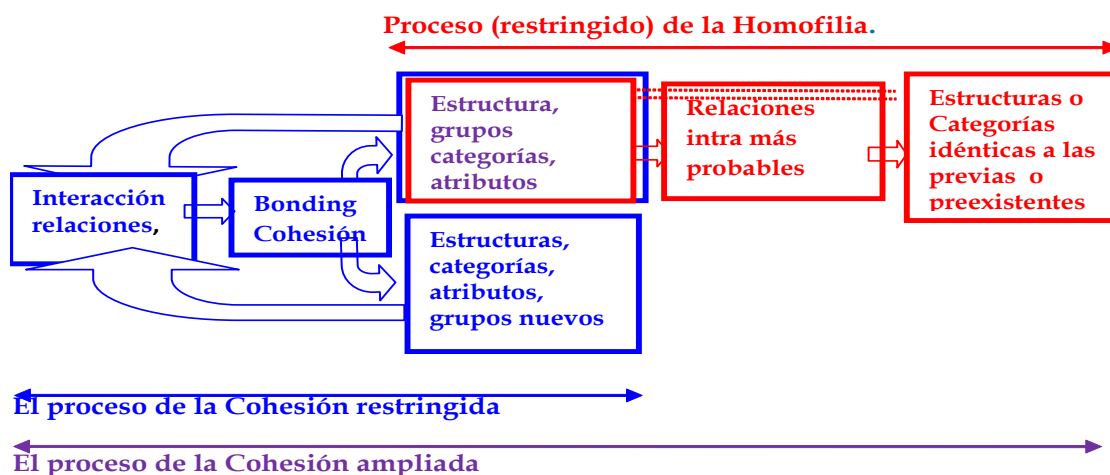 Proceso (restringido) de la Homofilia.
Estructura,
grupos
categorías,
atributos
Relaciones
intra más
probables
Estructuras o
Categorías
idénticas a las
previas o
preexistentes
Interacción
relaciones,
Bonding
Cohesión
Estructuras,
categorías,
atributos,
grupos nuevos
El proceso de la Cohesión restringida
El proceso de la Cohesión ampliada